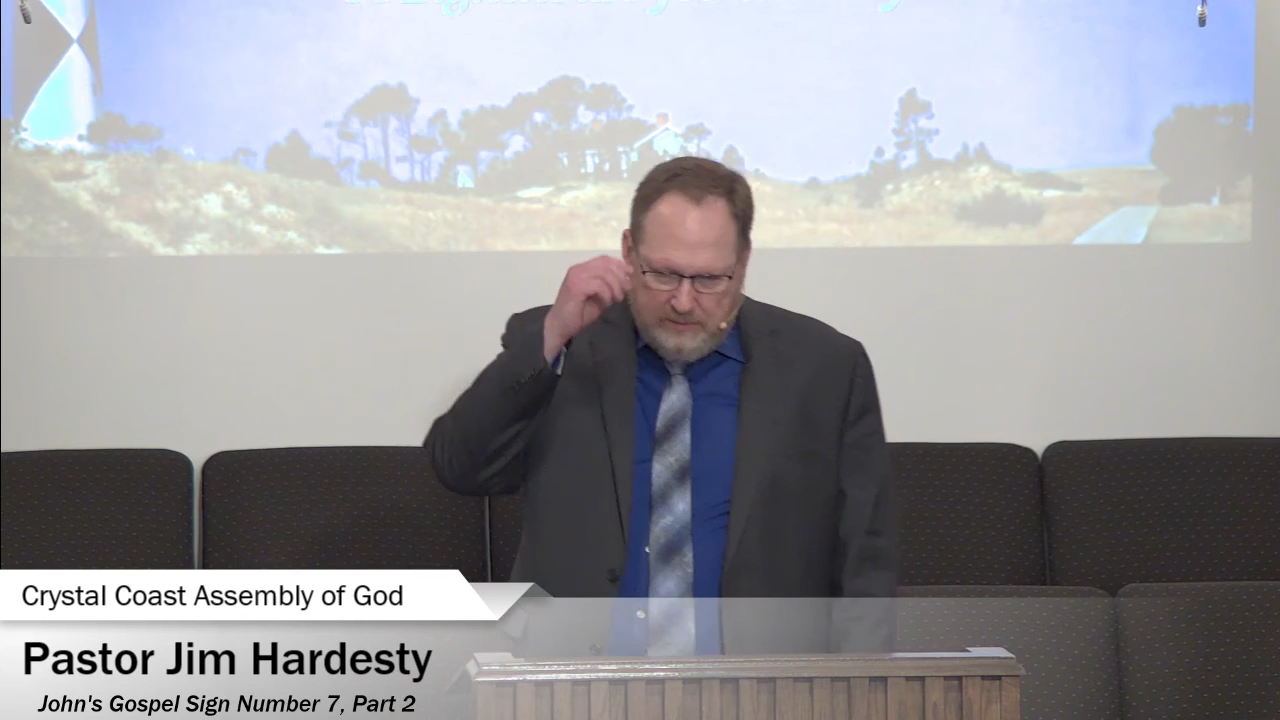 Crystal Coast Assembly of God
Pastor Jim Hardesty
John's Gospel Sign Number 7, Part 2